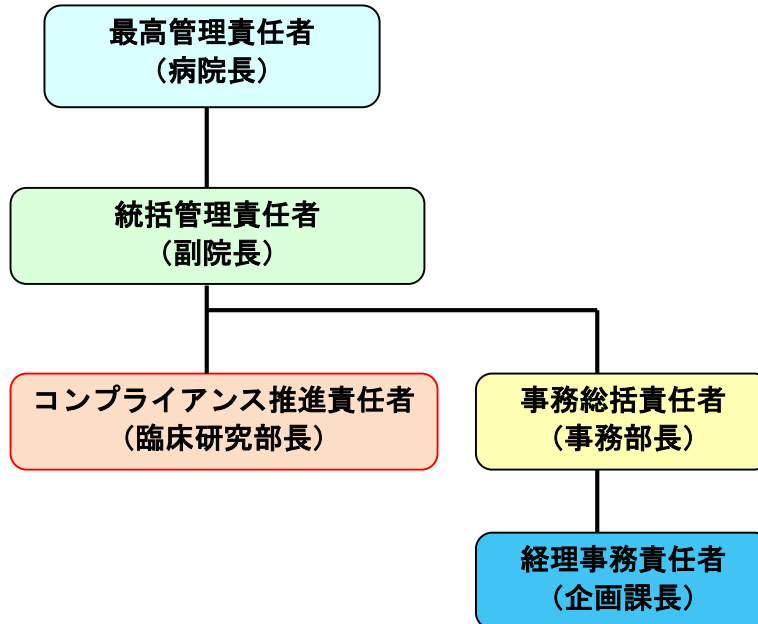 最高管理責任者
（病院長）
統括管理責任者
（副院長）
コンプライアンス推進責任者
（臨床研究部長）
事務総括責任者
（事務部長）
経理事務責任者
（企画課長）